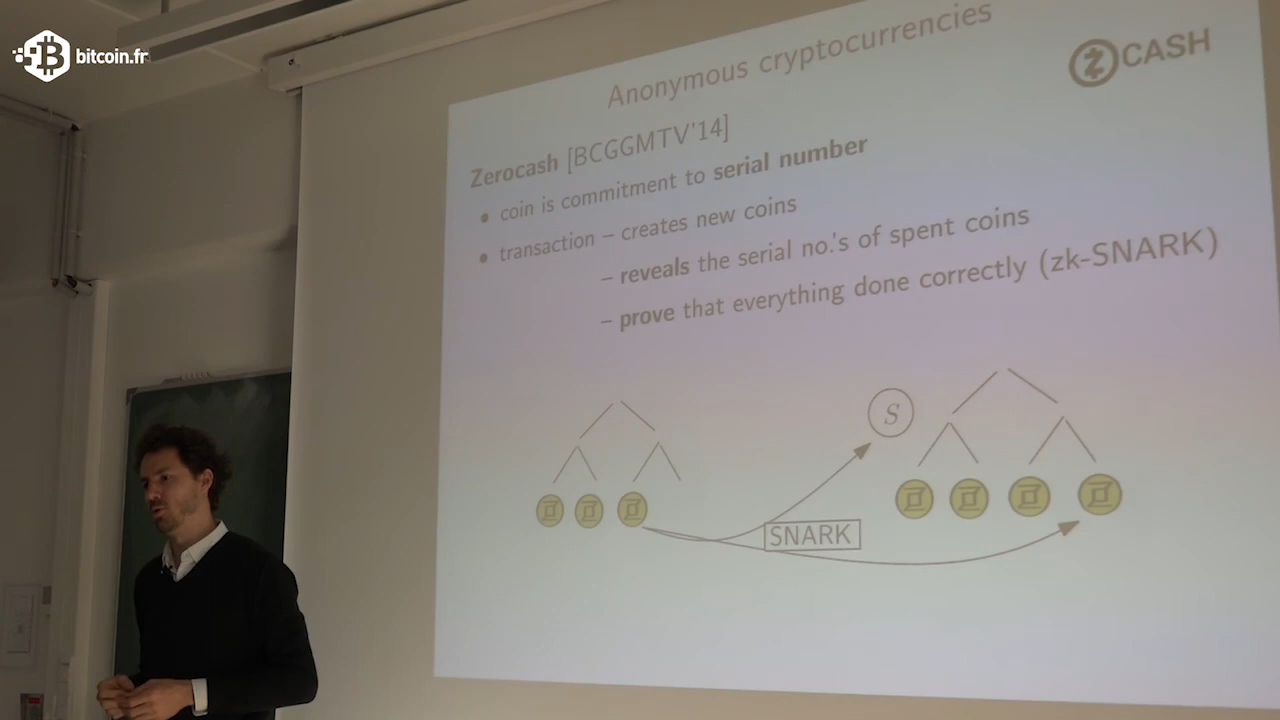 bitcoin.fr
Anonymous cryptocurrencies
ZCASH
Zerocash [BCGGMTV'14]
• coin is commitment to serial number
• transaction – creates new coins
– reveals the serial no.'s of spent coins
– prove that everything done correctly (zk-SNARK)
S
SNARK